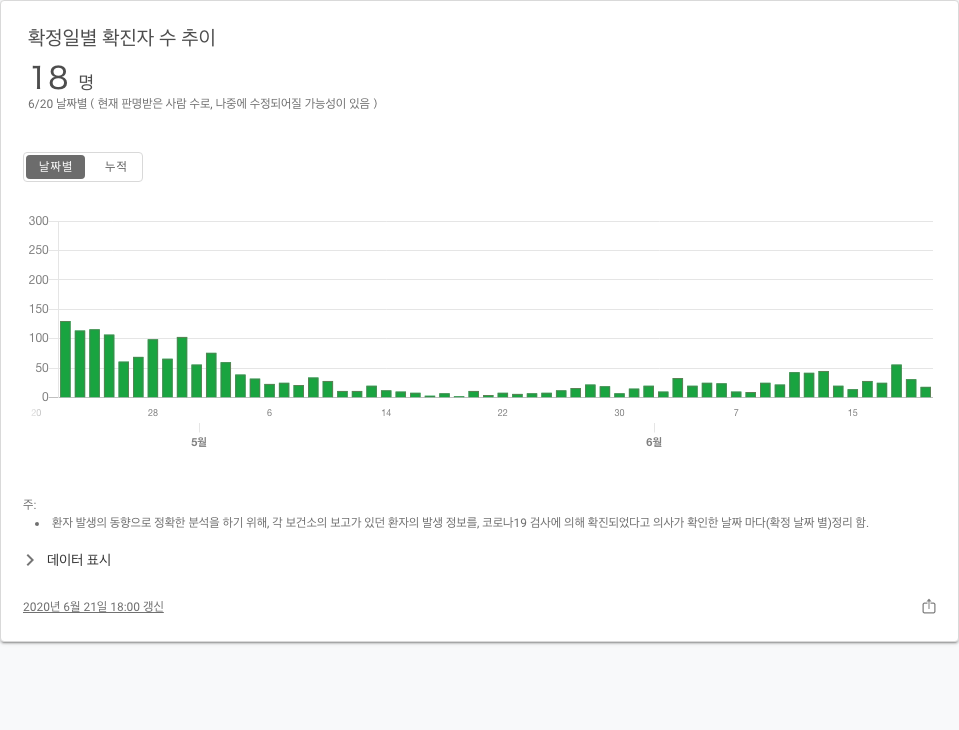 확정일별 확진자 수 추이
18 명
6/20 날짜별 ( 현재 판명받은 사람 수로, 나중에 수정되어질 가능성이 있음 )
날짜별 누적
300
250
200
150
100
50
0
20 28 6 14 22 30 7 15
5월 6월
주:
• 환자 발생의 동향으로 정확한 분석을 하기 위해, 각 보건소의 보고가 있던 환자의 발생 정보를, 코로나19 검사에 의해 확진되었다고 의사가 확인한 날짜 마다(확정 날짜 별)정리 함.
데이터 표시
2020년 6월 21일 18:00 갱신